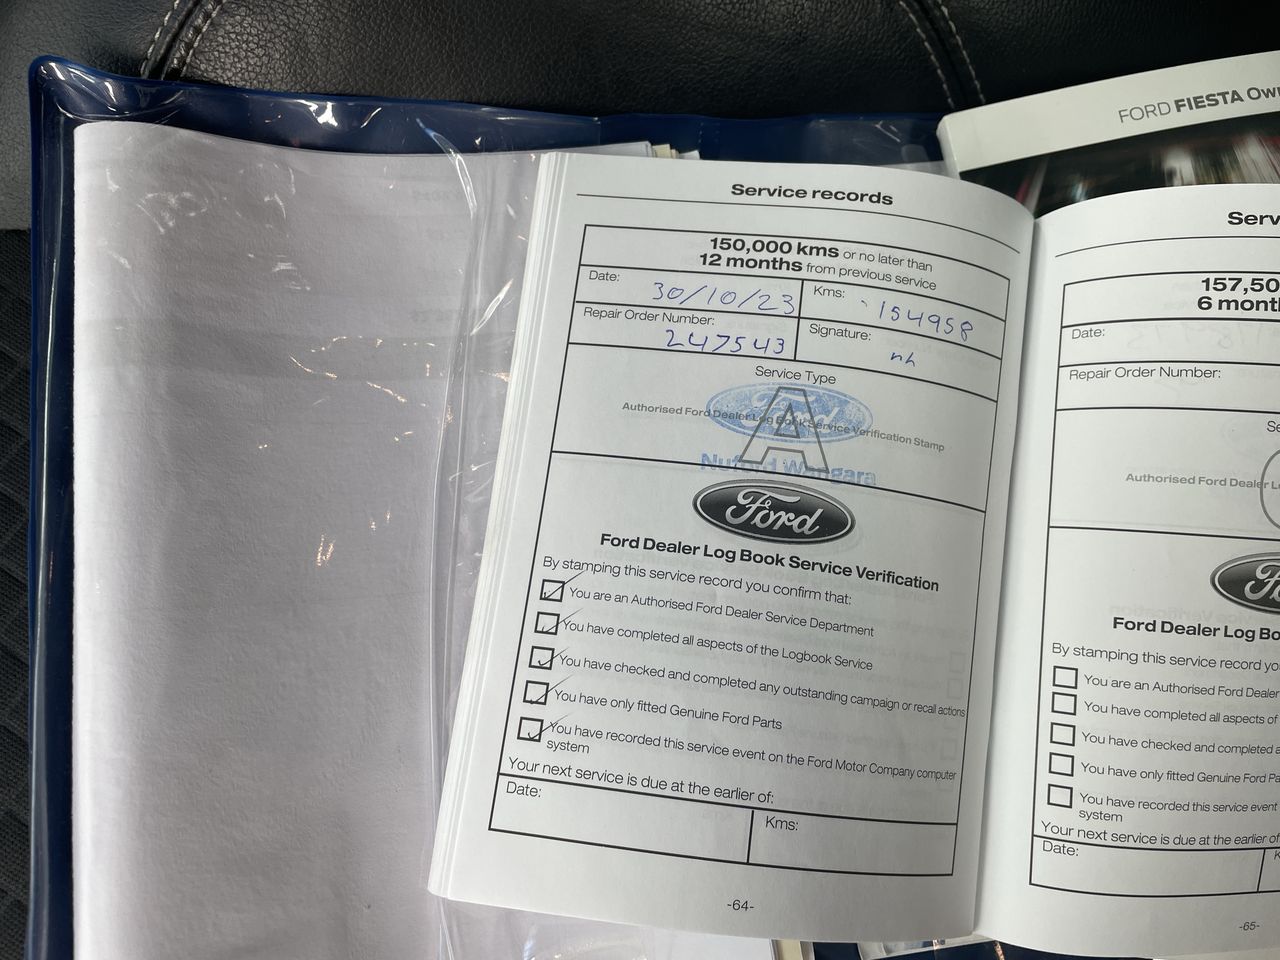 FORD FIESTA Own
Service records
150,000 kms or no later than
12 months from previous service
Date: 30/10/23
Kms: 154958
Repair Order Number: 247543
Signature: nh
Service Type
A
Ford
Authorised Ford Dealer Log Book Service Verification Stamp
Nuford Wangara
Ford
Ford Dealer Log Book Service Verification
By stamping this service record you confirm that:
You are an Authorised Ford Dealer Service Department
You have completed all aspects of the Logbook Service
You have checked and completed any outstanding campaign or recall actions
You have only fitted Genuine Ford Parts
You have recorded this service event on the Ford Motor Company computer
system
Your next service is due at the earlier of:
Date:
Kms:
-64-
Serv
157,50
6 mont
Date:
Repair Order Number:
Se
Authorised Ford Dealer L
Fo
Ford Dealer Log Bo
By stamping this service record yo
You are an Authorised Ford Dealer
You have completed all aspects of
You have checked and completed a
You have only fitted Genuine Ford Pa
You have recorded this service event
system
Your next service is due at the earlier of
Date:
K
-65-